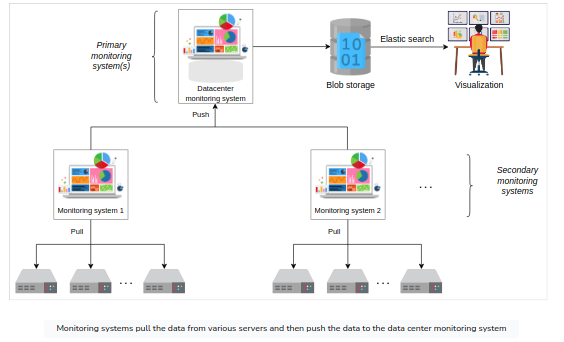 Primary
monitoring
system(s)
Datacenter
monitoring system
10
01
Blob storage
Elastic search
Visualization
Push
Monitoring system 1
Monitoring system 2
...
Secondary
monitoring
systems
Pull
Pull
...
...
Monitoring systems pull the data from various servers and then push the data to the data center monitoring system